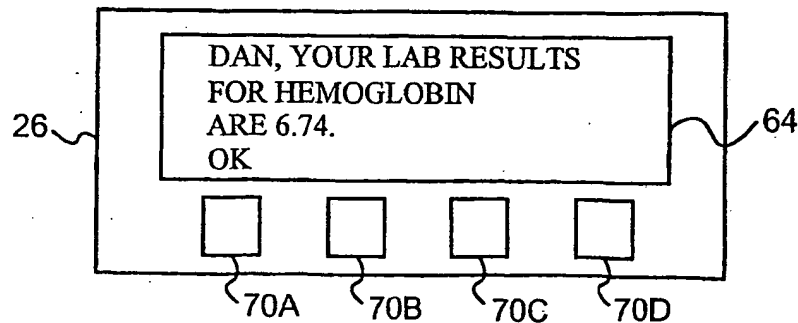 DAN, YOUR LAB RESULTS
FOR HEMOGLOBIN
ARE 6.74.
OK
26
64
70A 70B 70C 70D